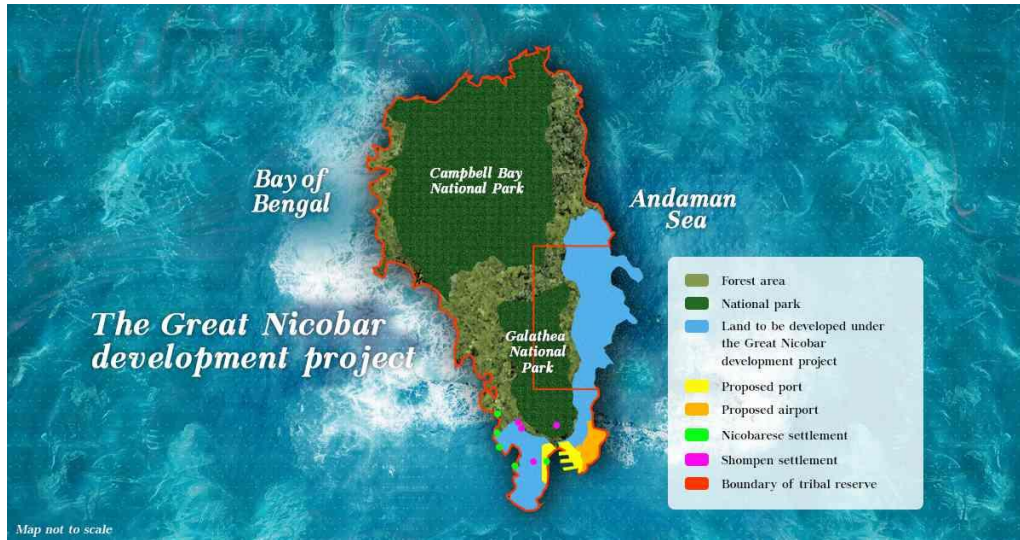 Campbell Bay
National Park
Bay of
Bengal
Andaman
Sea
The Great Nicobar
development project
Galathea
National
Park
Forest area
National park
Land to be developed under
the Great Nicobar
development project
Proposed port
Proposed airport
Nicobarese settlement
Shompen settlement
Boundary of tribal reserve
Map not to scale